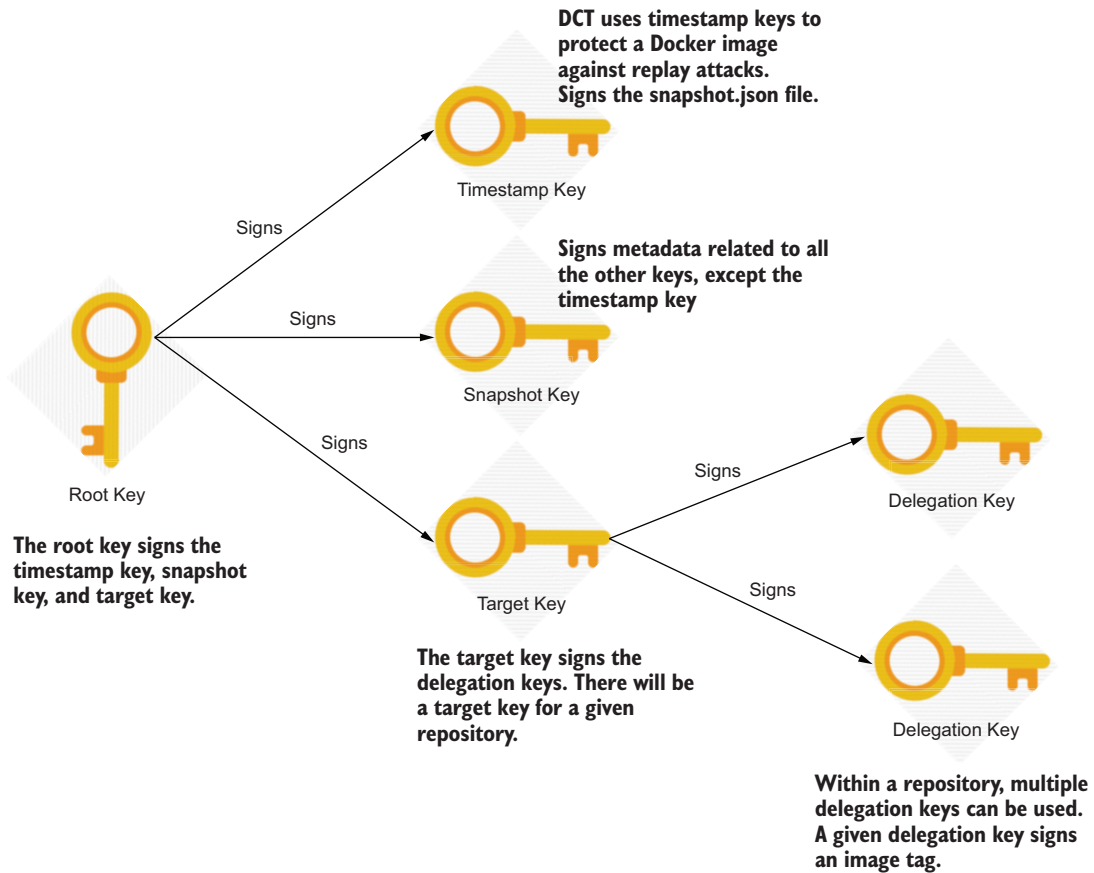 DCT uses timestamp keys to
protect a Docker image
against replay attacks.
Signs the snapshot.json file.
Timestamp Key
Signs
Signs metadata related to all
the other keys, except the
timestamp key
Signs
Snapshot Key
Signs
Root Key
The root key signs the
timestamp key, snapshot
key, and target key.
Target Key
The target key signs the
delegation keys. There will be
a target key for a given
repository.
Signs
Delegation Key
Signs
Delegation Key
Within a repository, multiple
delegation keys can be used.
A given delegation key signs
an image tag.